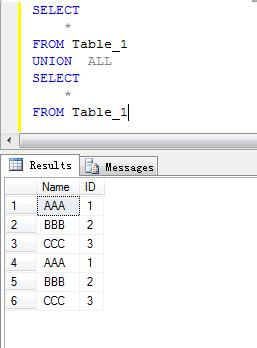 SELECT
*
FROM Table_1
UNION ALL
SELECT
*
FROM Table_1
Results Messages
Name ID
1 AAA 1
2 BBB 2
3 CCC 3
4 AAA 1
5 BBB 2
6 CCC 3